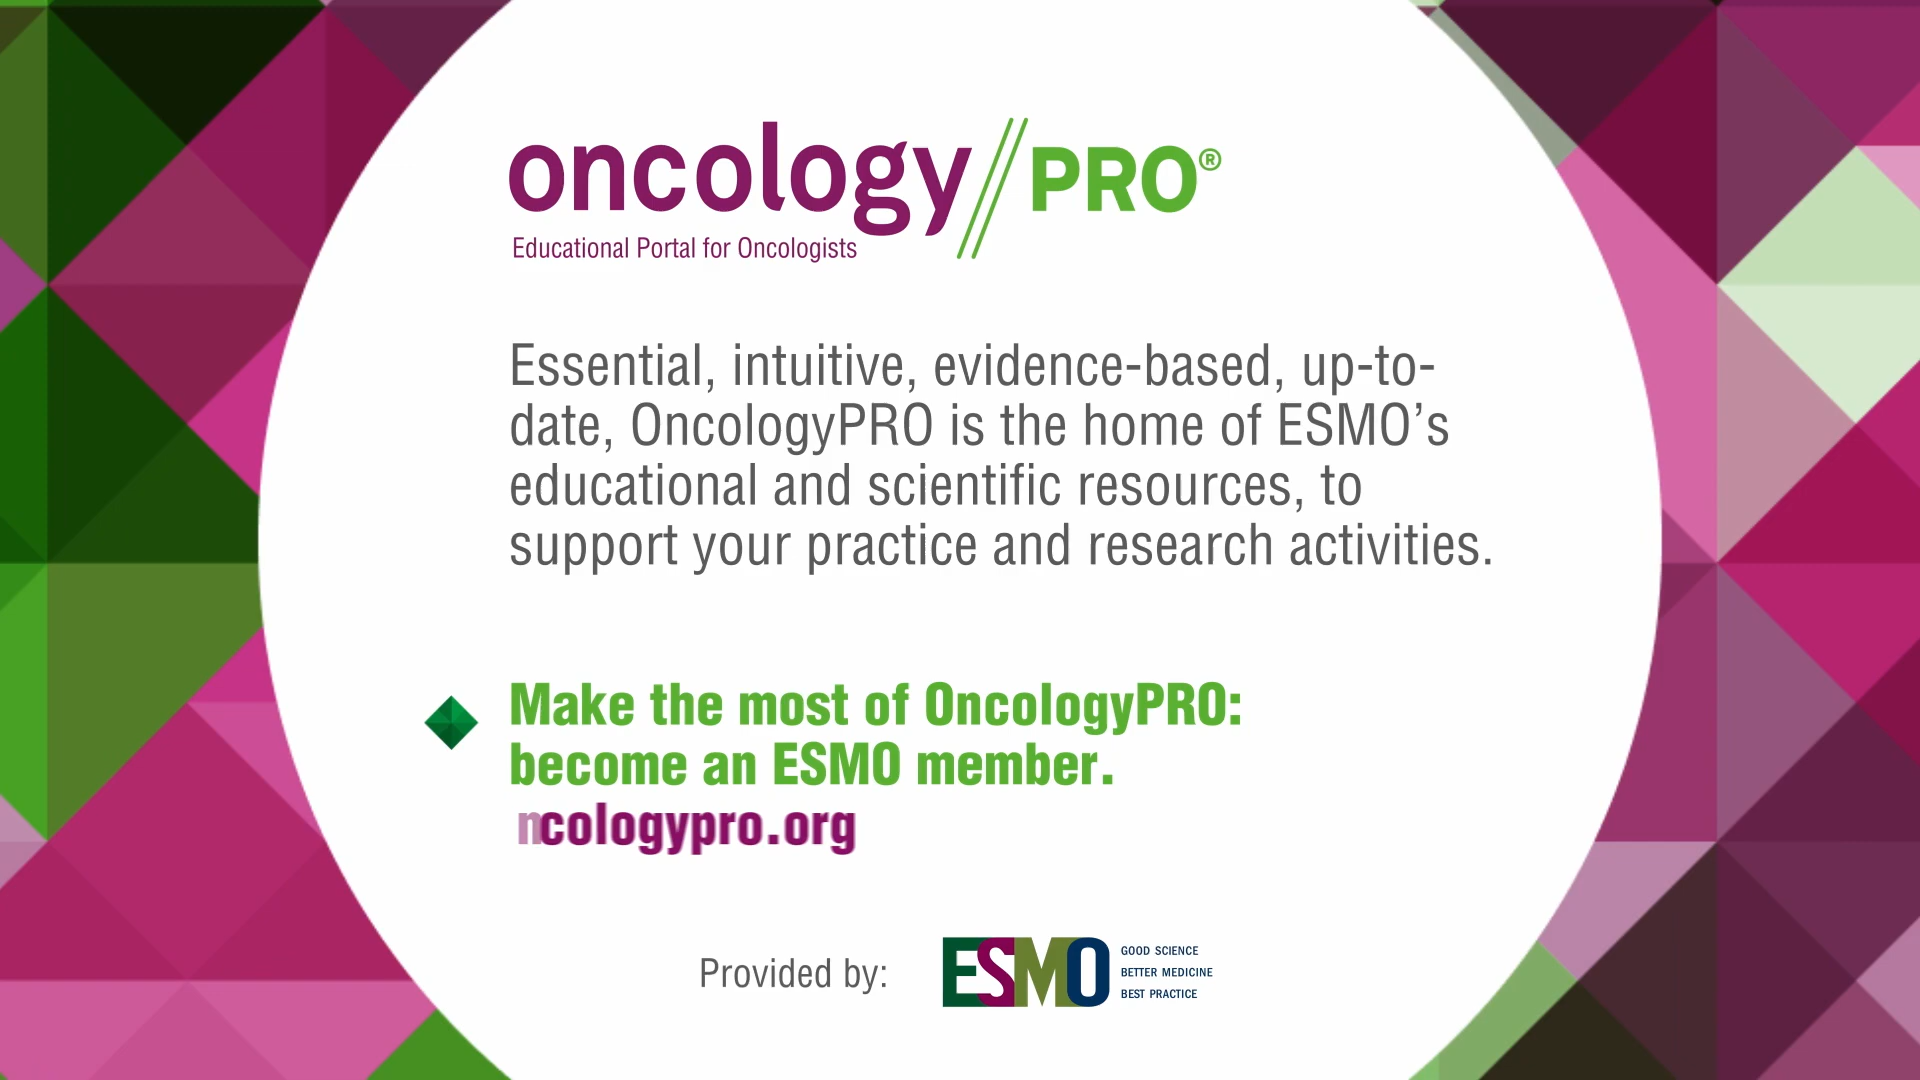 oncology//PRO®
Educational Portal for Oncologists
Essential, intuitive, evidence-based, up-to-
date, OncologyPRO is the home of ESMO’s
educational and scientific resources, to
support your practice and research activities.
Make the most of OncologyPRO:
become an ESMO member.
ncologypro.org
Provided by:
ESMO
GOOD SCIENCE
BETTER MEDICINE
BEST PRACTICE